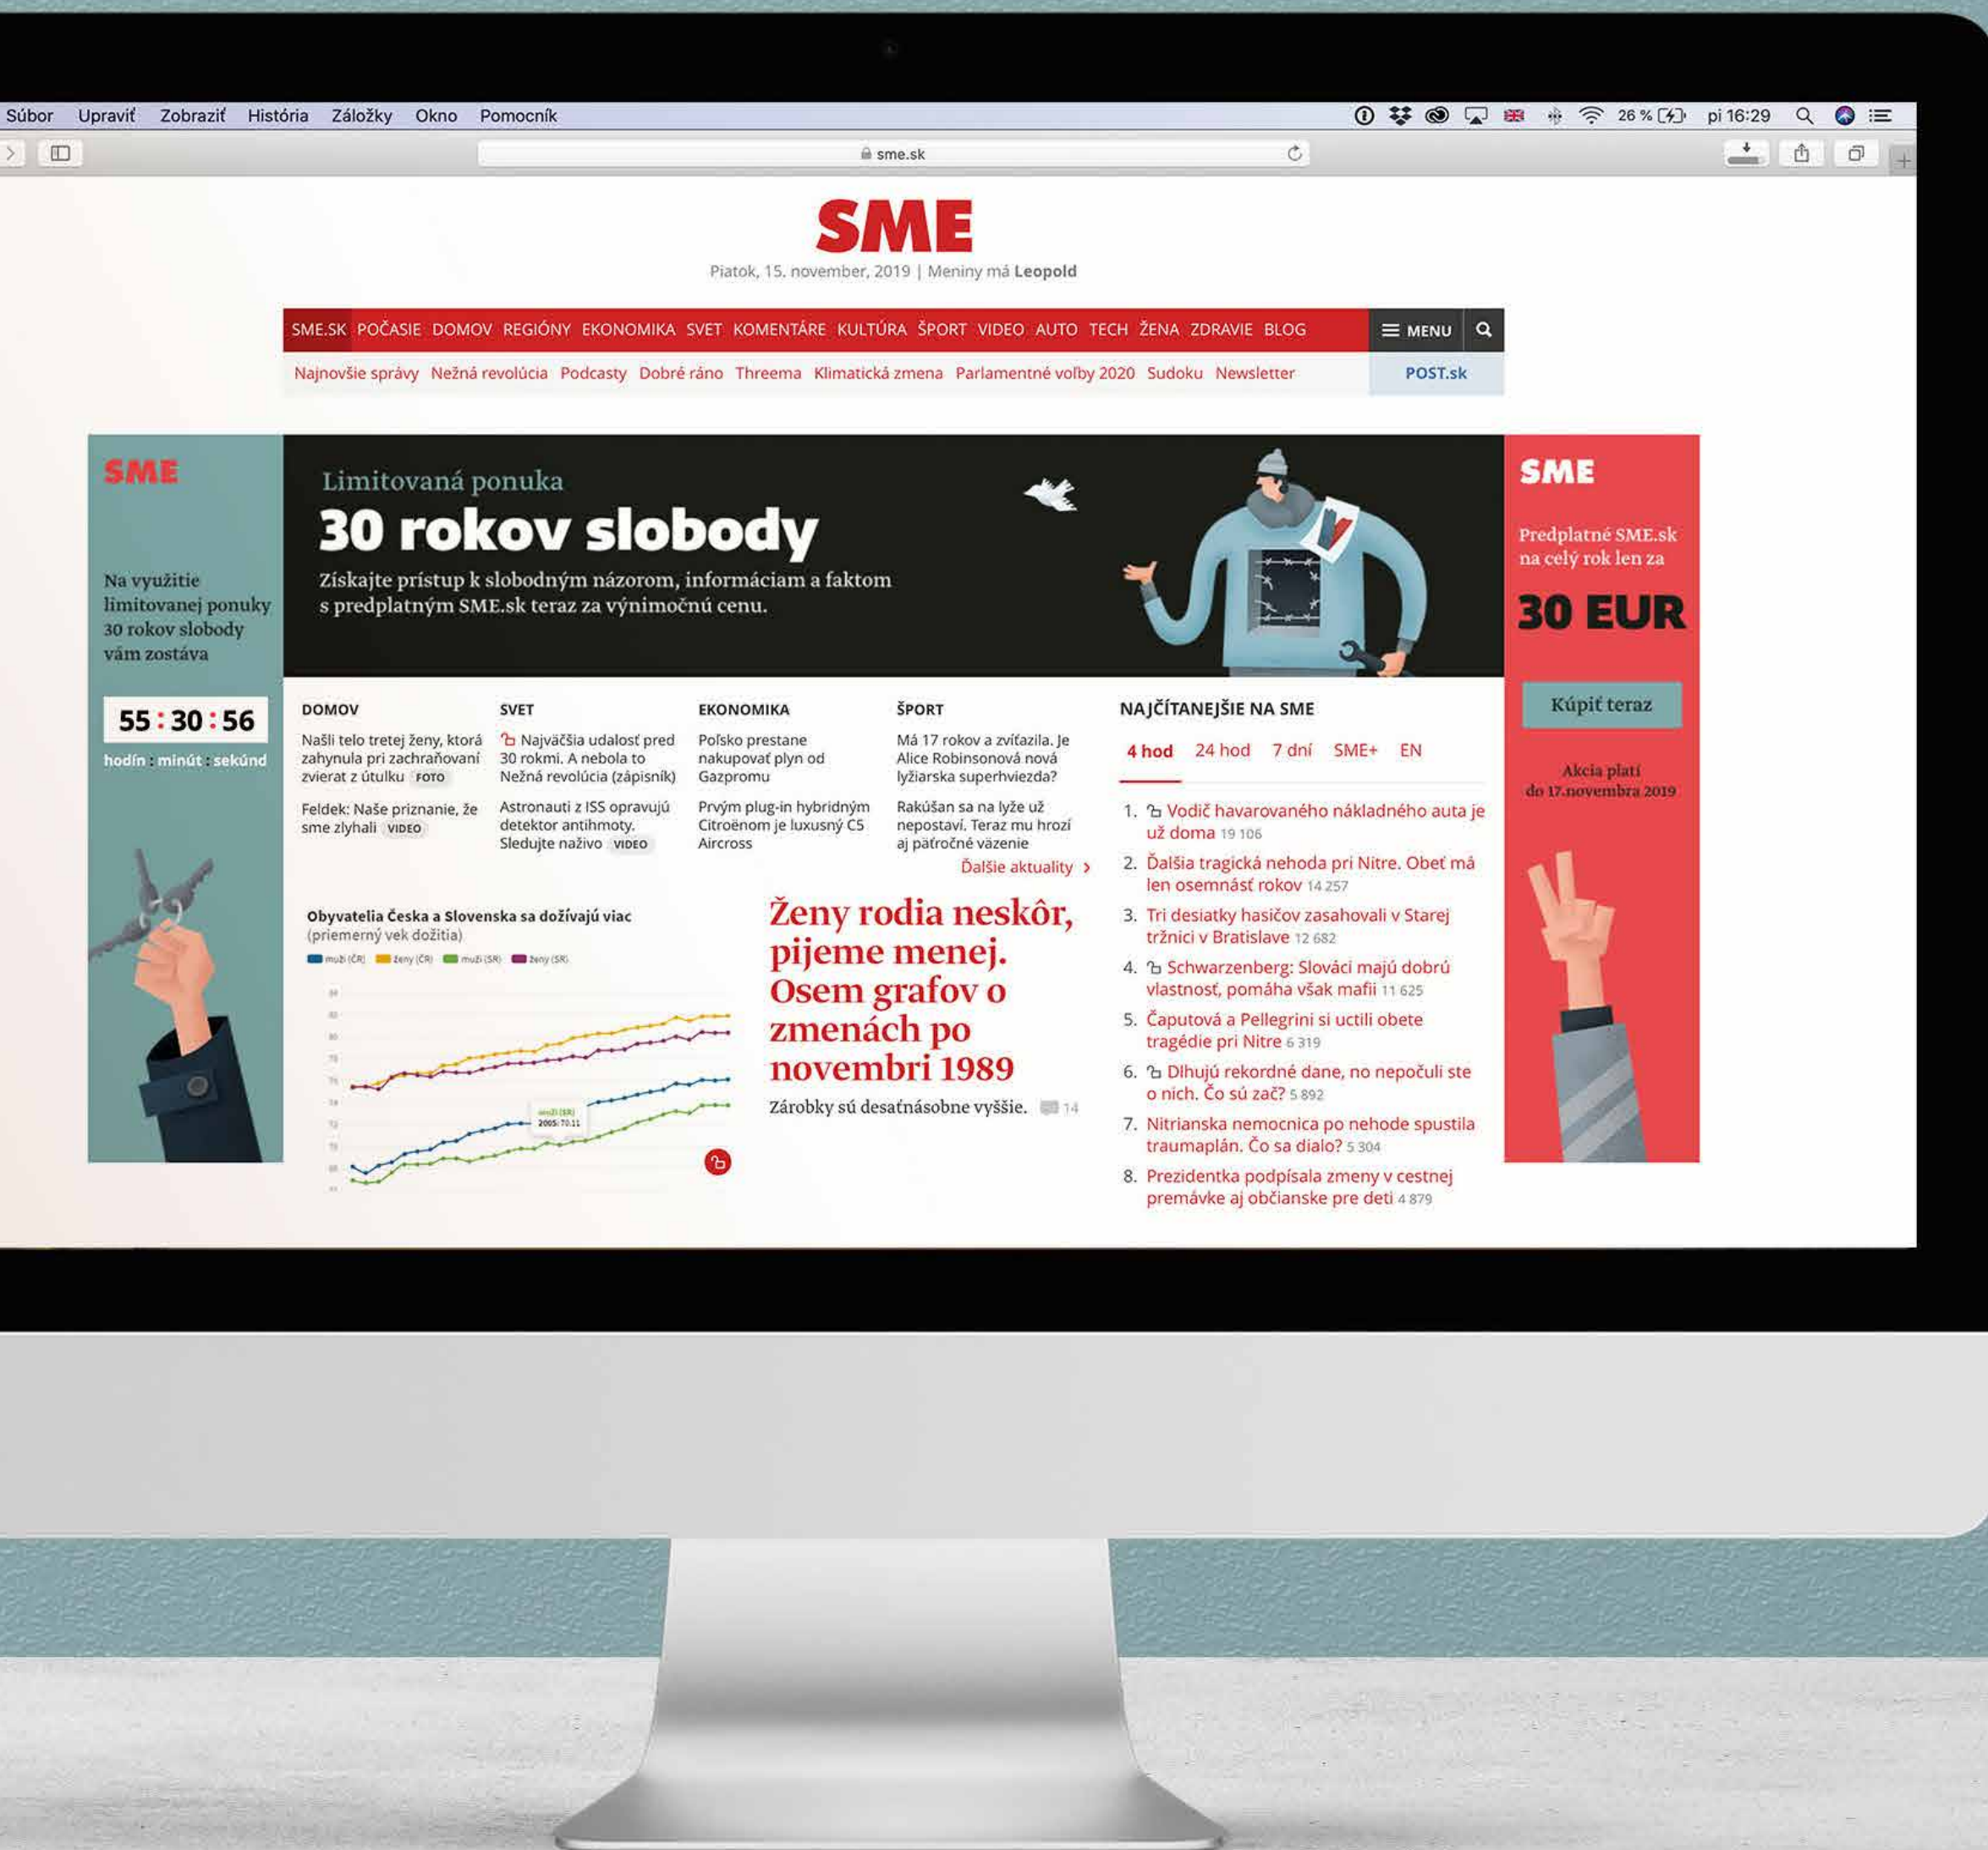 Súbor Upraviť Zobraziť História Záložky Okno Pomocník
26 % pi 16:29
sme.sk
SME
Piatok, 15. november, 2019 | Meniny má Leopold
SME.SK POČASIE DOMOV REGIÓNY EKONOMIKA SVET KOMENTÁRE KULTÚRA ŠPORT VIDEO AUTO TECH ŽENA ZDRAVIE BLOG
MENU
Najnovšie správy Nežná revolúcia Podcasty Dobré ráno Threema Klimatická zmena Parlamentné voľby 2020 Sudoku Newsletter
POST.sk
SME
Na využitie
limitovanej ponuky
30 rokov slobody
vám zostáva
55 : 30 : 56
hodín : minút : sekúnd
Limitovaná ponuka
30 rokov slobody
Získajte prístup k slobodným názorom, informáciam a faktom
s predplatným SME.sk teraz za výnimočnú cenu.
SME
Predplatné SME.sk
na celý rok len za
30 EUR
Kúpiť teraz
Akcia platí
do 17.novembra 2019
DOMOV
Našli telo tretej ženy, ktorá
zahynula pri zachraňovaní
zvierat z útulku FOTO
Feldek: Naše priznanie, že
sme zlyhali VIDEO
SVET
Najväčšia udalosť pred
30 rokmi. A nebola to
Nežná revolúcia (zápisník)
Astronauti z ISS opravujú
detektor antihmoty.
Sledujte naživo VIDEO
EKONOMIKA
Poľsko prestane
nakupovať plyn od
Gazpromu
Prvým plug-in hybridným
Citroënom je luxusný C5
Aircross
ŠPORT
Má 17 rokov a zvíťazila. Je
Alice Robinsonová nová
lyžiarska superhviezda?
Rakúšan sa na lyže už
nepostaví. Teraz mu hrozí
aj päťročné väzenie
Ďalšie aktuality >
Obyvatelia Česka a Slovenska sa dožívajú viac
(priemerný vek dožitia)
muži (ČR) ženy (ČR) muži (SR) ženy (SR)
muži (SR)
2005: 70.11
Ženy rodia neskôr,
pijeme menej.
Osem grafov o
zmenách po
novembri 1989
Zárobky sú desaťnásobne vyššie. 14
NAJČÍTANEJŠIE NA SME
4 hod 24 hod 7 dní SME+ EN
1. Vodič havarovaného nákladného auta je
už doma 19 106
2. Ďalšia tragická nehoda pri Nitre. Obeť má
len osemnásť rokov 14 257
3. Tri desiatky hasičov zasahovali v Starej
tržnici v Bratislave 12 682
4. Schwarzenberg: Slováci majú dobrú
vlastnosť, pomáha však mafii 11 625
5. Čaputová a Pellegrini si uctili obete
tragédie pri Nitre 6 319
6. Dlhujú rekordné dane, no nepočuli ste
o nich. Čo sú zač? 5 892
7. Nitrianska nemocnica po nehode spustila
traumaplán. Čo sa dialo? 5 304
8. Prezidentka podpísala zmeny v cestnej
premávke aj občianske pre deti 4 879